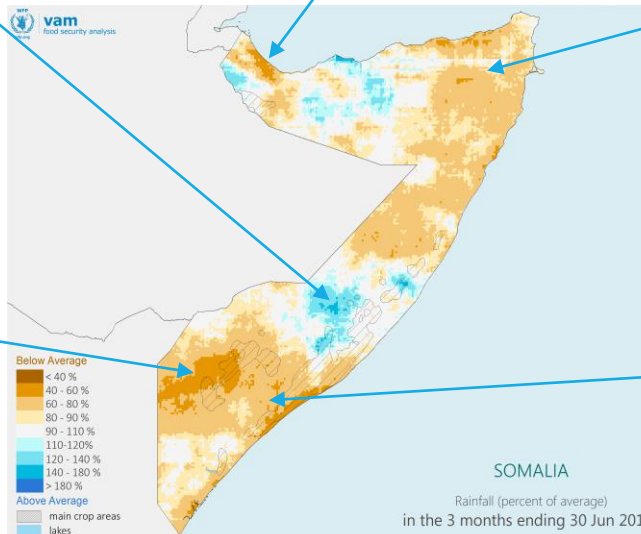 WFP
vam
food security analysis
Below Average
< 40 %
40 - 60 %
60 - 80 %
80 - 90 %
90 - 110 %
110-120%
120 - 140 %
140 - 180 %
> 180 %
Above Average
main crop areas
lakes
SOMALIA
Rainfall (percent of average)
in the 3 months ending 30 Jun 201